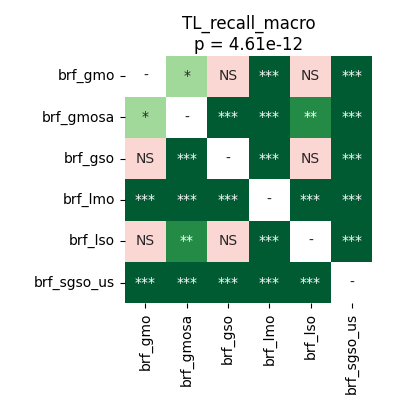 TL_recall_macro
p = 4.61e-12
brf_gmo - * NS *** NS ***
brf_gmosa * - *** *** ** ***
brf_gso NS *** - *** NS ***
brf_lmo *** *** *** - *** ***
brf_lso NS ** NS *** - ***
brf_sgso_us *** *** *** *** *** -
brf_gmo brf_gmosa brf_gso brf_lmo brf_lso brf_sgso_us